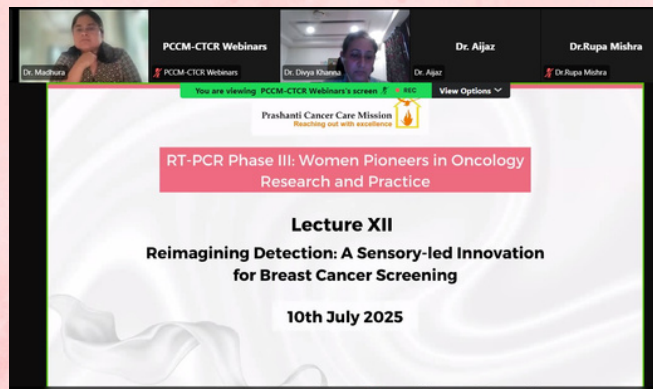 PCCM-CTCR Webinars
Dr. Aijaz
Dr.Rupa Mishra
Dr. Madhura
PCCM-CTCR Webinars
Dr. Divya Khanna
Dr. Aijaz
Dr.Rupa Mishra
You are viewing PCCM-CTCR Webinars's screen
REC
View Options
Prashanti Cancer Care Mission
Reaching out with excellence
RT-PCR Phase III: Women Pioneers in Oncology
Research and Practice
Lecture XII
Reimagining Detection: A Sensory-led Innovation
for Breast Cancer Screening
10th July 2025